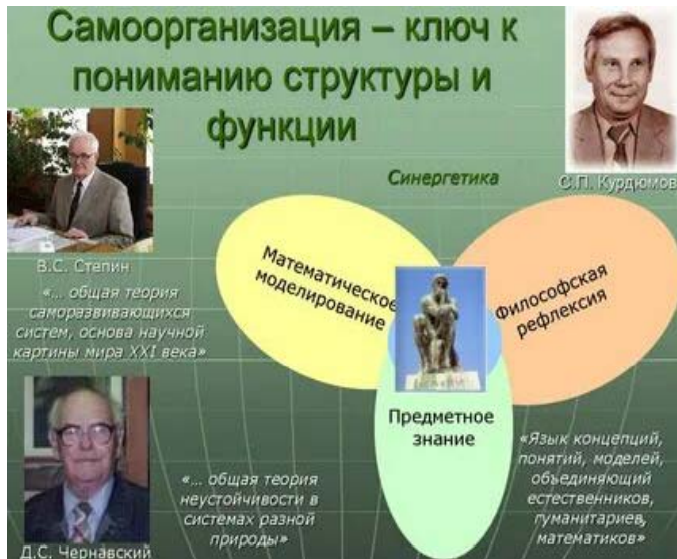 Самоорганизация – ключ к
пониманию структуры и
функции
Синергетика
С.П. Курдюмов
В.С. Степин
«... общая теория
саморазвивающихся
систем, основа научной
картины мира XXI века»
Математическое
моделирование
Философская
рефлексия
Предметное
знание
Д.С. Чернавский
«... общая теория
неустойчивости в
системах разной
природы»
«Язык концепций,
понятий, моделей,
объединяющий
естественников,
гуманитариев,
математиков»